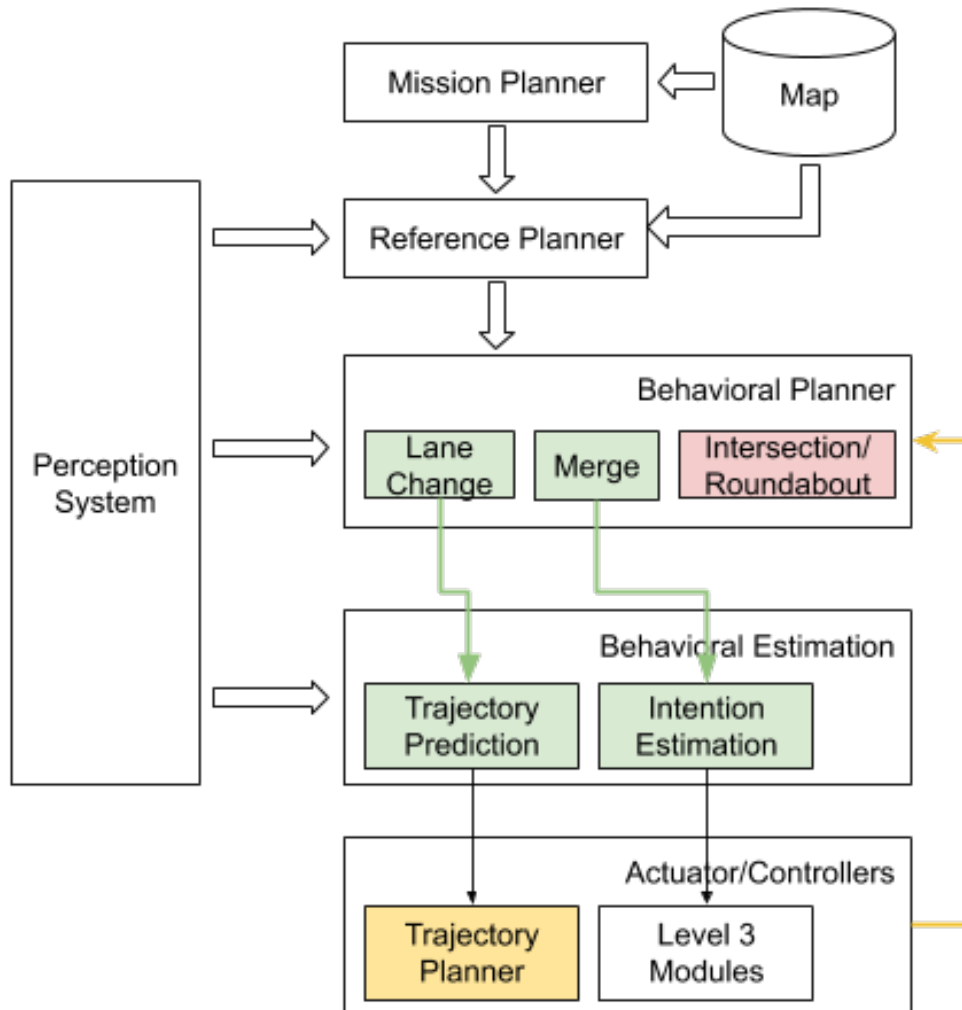 Mission Planner
Map
Reference Planner
Perception
System
Behavioral Planner
Lane
Change
Merge
Intersection/
Roundabout
Behavioral Estimation
Trajectory
Prediction
Intention
Estimation
Actuator/Controllers
Trajectory
Planner
Level 3
Modules